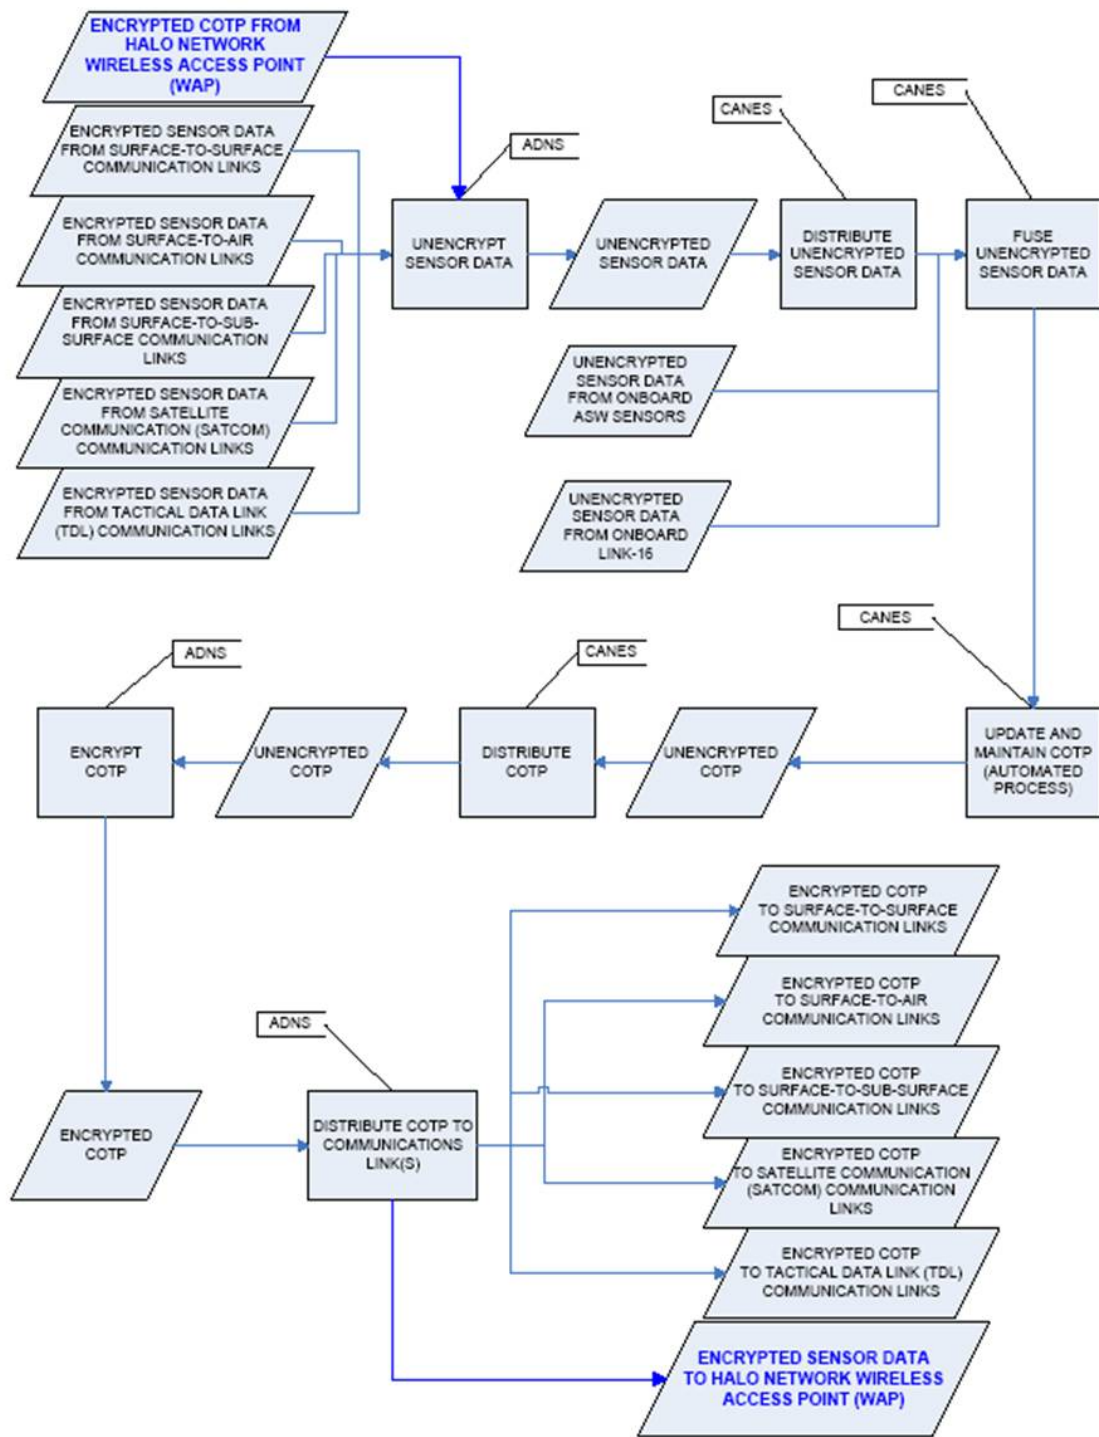 ENCRYPTED COTP FROM
HALO NETWORK
WIRELESS ACCESS POINT
(WAP)
ENCRYPTED SENSOR DATA
FROM SURFACE-TO-SURFACE
COMMUNICATION LINKS
ENCRYPTED SENSOR DATA
FROM SURFACE-TO-AIR
COMMUNICATION LINKS
ENCRYPTED SENSOR DATA
FROM SURFACE-TO-SUB-
SURFACE COMMUNICATION
LINKS
ENCRYPTED SENSOR DATA
FROM SATELLITE
COMMUNICATION (SATCOM)
COMMUNICATION LINKS
ENCRYPTED SENSOR DATA
FROM TACTICAL DATA LINK
(TDL) COMMUNICATION LINKS
ADNS
UNENCRYPT
SENSOR DATA
UNENCRYPTED
SENSOR DATA
CANES
DISTRIBUTE
UNENCRYPTED
SENSOR DATA
CANES
FUSE
UNENCRYPTED
SENSOR DATA
UNENCRYPTED
SENSOR DATA
FROM ONBOARD
ASW SENSORS
UNENCRYPTED
SENSOR DATA
FROM ONBOARD
LINK-16
CANES
UPDATE AND
MAINTAIN COTP
(AUTOMATED
PROCESS)
UNENCRYPTED
COTP
CANES
DISTRIBUTE
COTP
UNENCRYPTED
COTP
ADNS
ENCRYPT
COTP
ENCRYPTED
COTP
ADNS
DISTRIBUTE COTP TO
COMMUNICATIONS
LINK(S)
ENCRYPTED COTP
TO SURFACE-TO-SURFACE
COMMUNICATION LINKS
ENCRYPTED COTP
TO SURFACE-TO-AIR
COMMUNICATION LINKS
ENCRYPTED COTP
TO SURFACE-TO-SUB-SURFACE
COMMUNICATION LINKS
ENCRYPTED COTP
TO SATELLITE COMMUNICATION
(SATCOM) COMMUNICATION
LINKS
ENCRYPTED COTP
TO TACTICAL DATA LINK (TDL)
COMMUNICATION LINKS
ENCRYPTED SENSOR DATA
TO HALO NETWORK WIRELESS
ACCESS POINT (WAP)